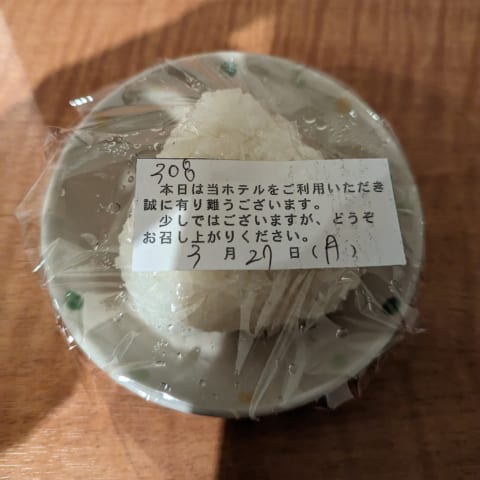 308
本日は当ホテルをご利用いただき
誠に有り難うございます。
少しではございますが、どうぞ
お召し上がりください。
3月27日(月)